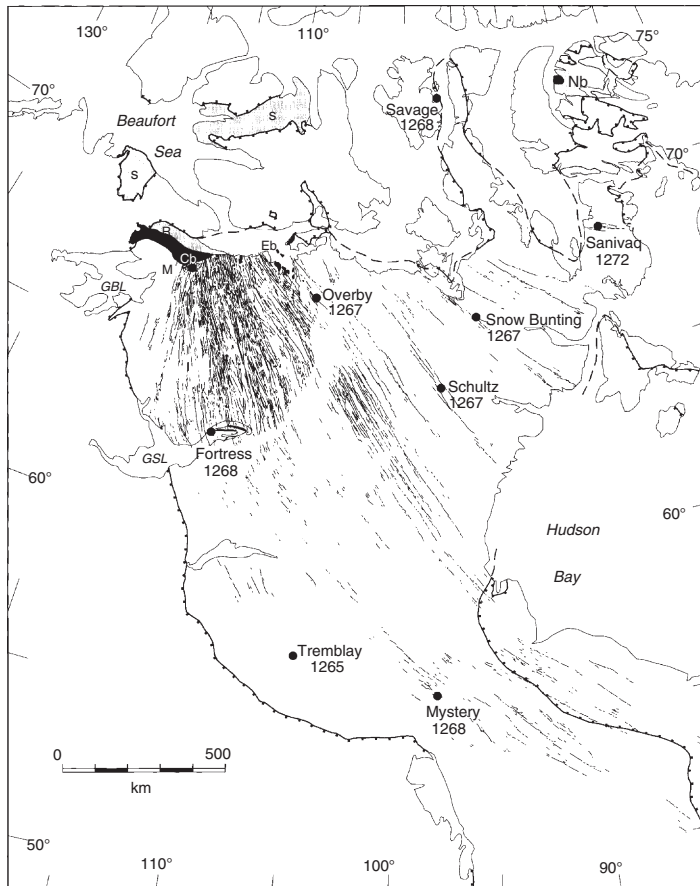 130°
110°
75°
70°
Nb
Savage
1268
Beaufort
Sea
S
S
70°
Sanivaq
1272
R
Cb
M
Eb
GBL
Overby
1267
Snow Bunting
1267
Schultz
1267
Fortress
1268
GSL
60°
60°
Hudson
Bay
Tremblay
1265
Mystery
1268
0
500
km
50°
110°
100°
90°